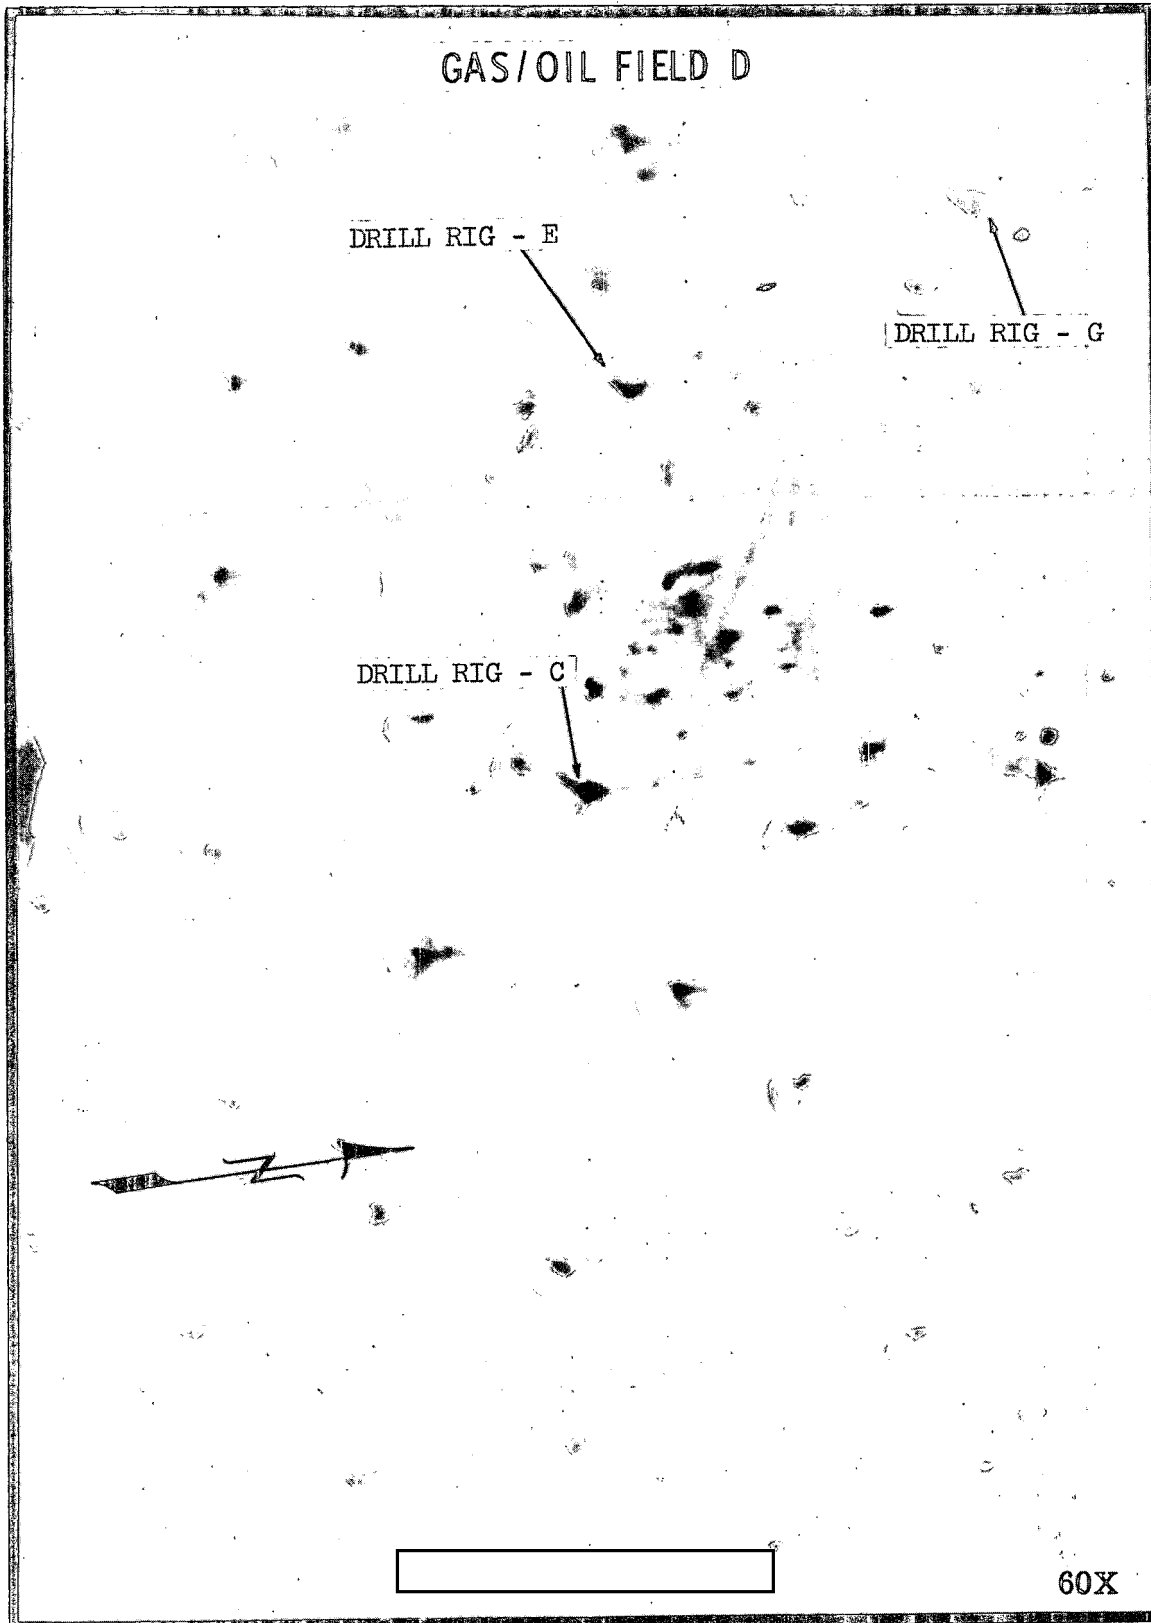 GAS/OIL FIELD D
DRILL RIG - E
DRILL RIG - G
DRILL RIG - C
N
60X